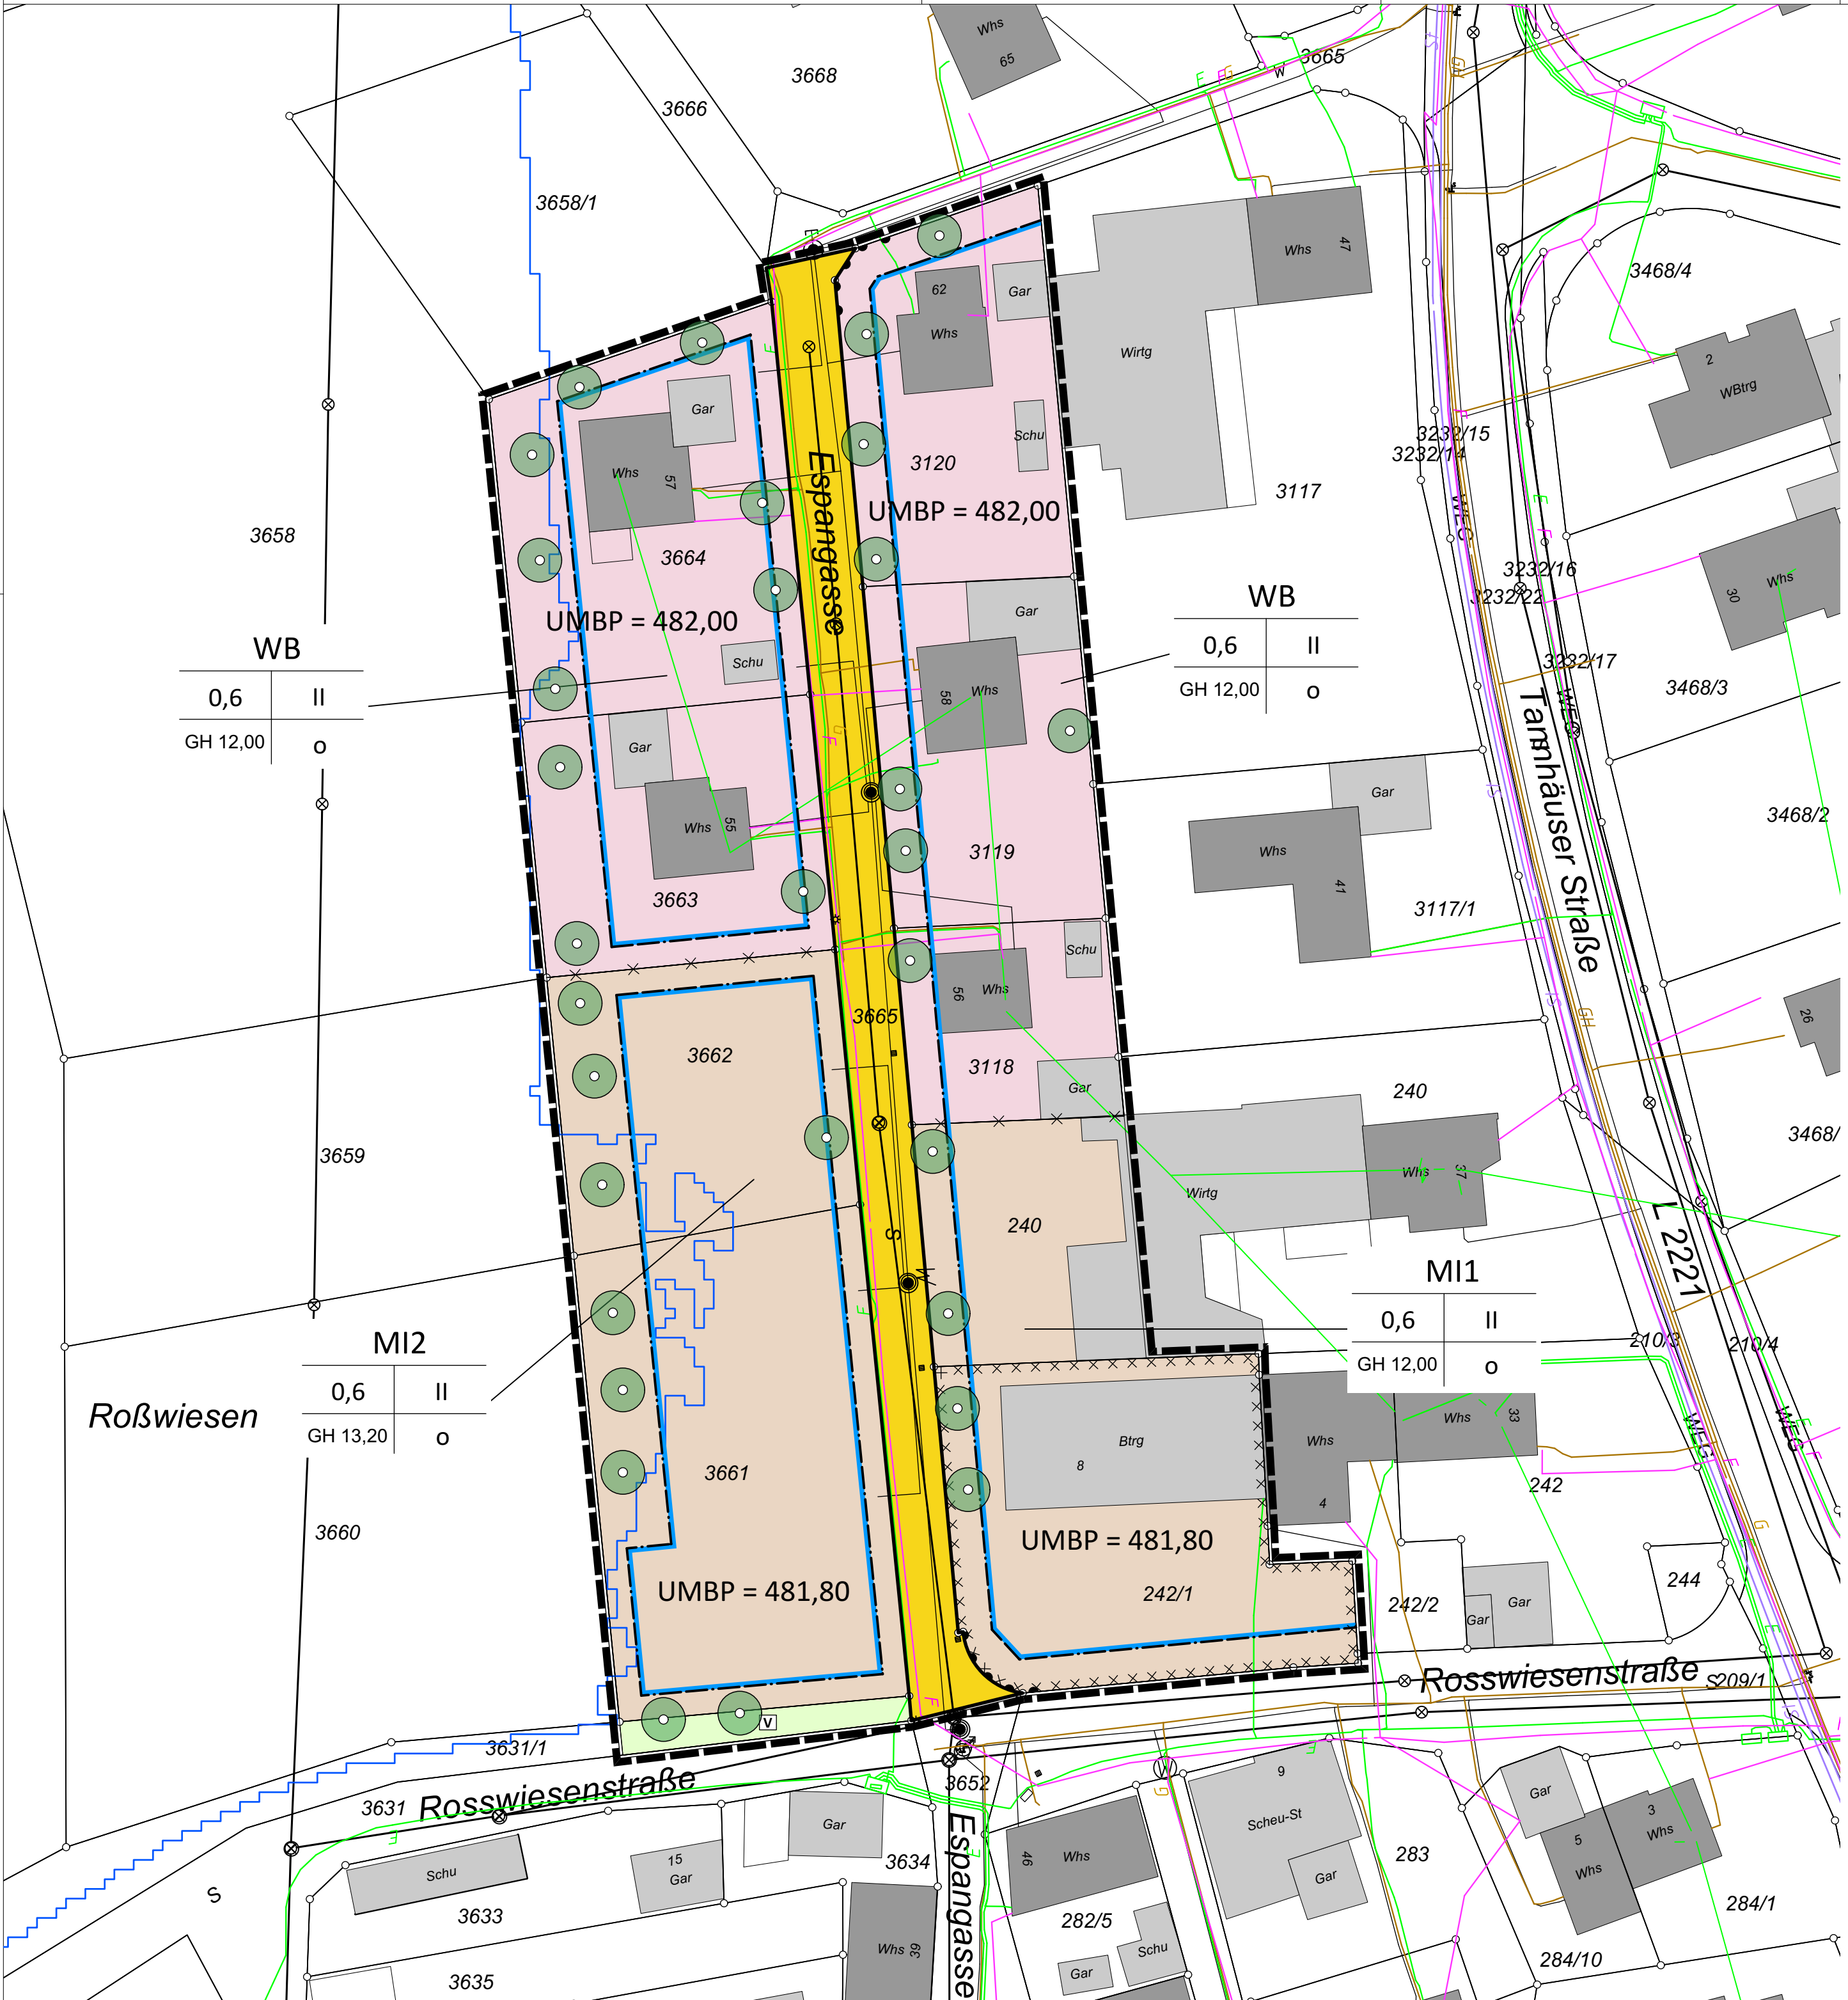 Whs
65
3668
3665
3666
W
3658/1
Whs
47
3468/4
62
Gar
Whs
Wirtg
2
WBtrg
Gar
Schu
3232/15
3232/14
Whs
57
Espangasse
3120
3117
UMBP = 482,00
3658
3664
WEG
3232/16
3232/22
30
Whs
WB
0,6
II
GH 12,00
o
UMBP = 482,00
Gar
WB
0,6
II
GH 12,00
o
Schu
3232/17
3468/3
58
Whs
Gar
Tannhäuser Straße
WEG
Gar
3468/2
Whs
55
Whs
41
3119
3663
3117/1
Schu
56
Whs
3665
26
3662
3118
Gar
240
3468/
3659
Whs
37
Wirtg
240
S
L 2221
MI1
0,6
II
GH 12,00
o
W
210/3
210/4
MI2
0,6
II
GH 13,20
o
Roßwiesen
Btrg
8
Whs
4
Whs
33
WEG
WEG
3661
242
3660
UMBP = 481,80
UMBP = 481,80
242/1
242/2
Gar
Gar
244
Rosswiesenstraße
S
209/1
V
3631/1
3652
Rosswiesenstraße
3631
Gar
46
Whs
9
Scheu-St
Gar
Gar
3
Whs
5
Whs
283
Schu
15
Gar
3634
Espangasse
S
3633
Whs
39
282/5
Schu
Gar
284/1
284/10
3635